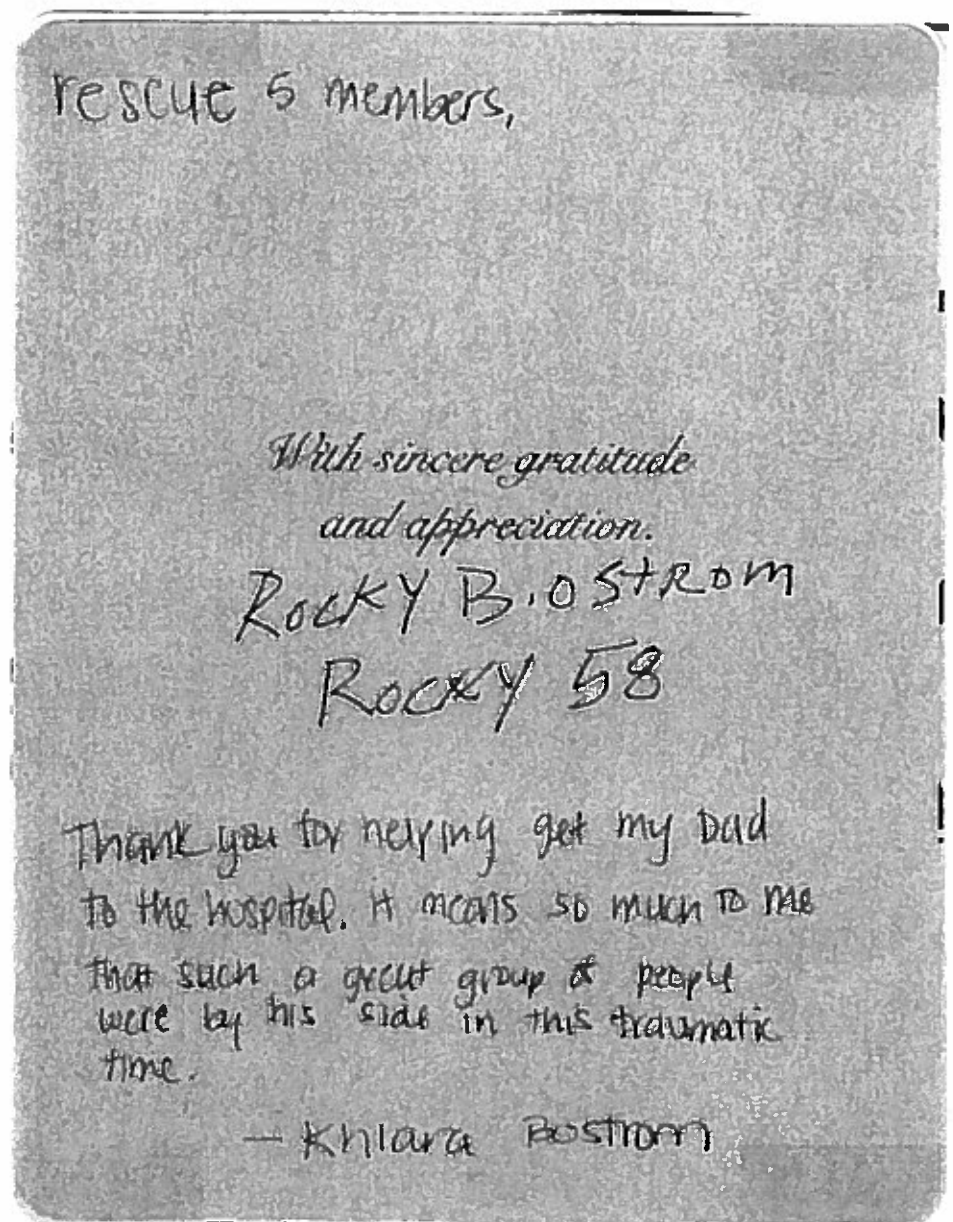 rescue 5 members,
With sincere gratitude
and appreciation.
Rocky B.ostrom
Rocky 58
Thank you for helping get my Dad
to the hospital. It means so much to me
that such a great group of people
were by his side in this traumatic
time.
— Khlara Bostrom